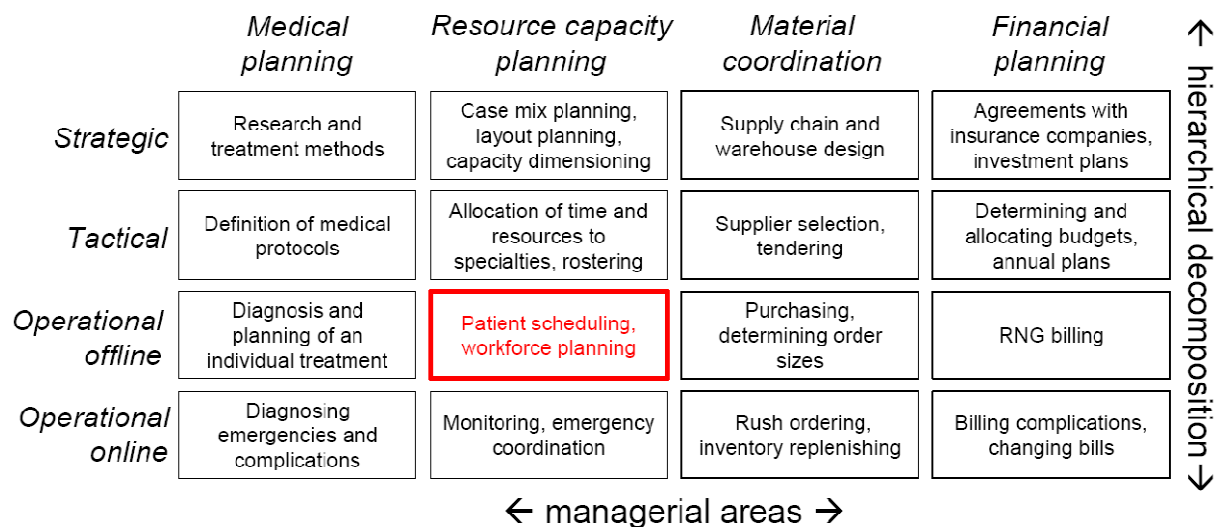 Medical planning
Resource capacity planning
Material coordination
Financial planning
← hierarchical decomposition →
Strategic
Research and
treatment methods
Case mix planning,
layout planning,
capacity dimensioning
Supply chain and
warehouse design
Agreements with
insurance companies,
investment plans
Tactical
Definition of medical
protocols
Allocation of time and
resources to
specialties, rostering
Supplier selection,
tendering
Determining and
allocating budgets,
annual plans
Operational
offline
Diagnosis and
planning of an
individual treatment
Patient scheduling,
workforce planning
Purchasing,
determining order
sizes
RNG billing
Operational
online
Diagnosing
emergencies and
complications
Monitoring, emergency
coordination
Rush ordering,
inventory replenishing
Billing complications,
changing bills
← managerial areas →